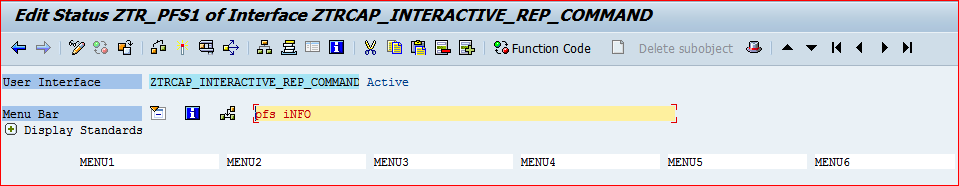 Edit Status ZTR_PFS1 of Interface ZTRCAP_INTERACTIVE_REP_COMMAND
Function Code Delete subobject
User Interface ZTRCAP_INTERACTIVE_REP_COMMAND Active
Menu Bar pfs iNFO
Display Standards
MENU1 MENU2 MENU3 MENU4 MENU5 MENU6